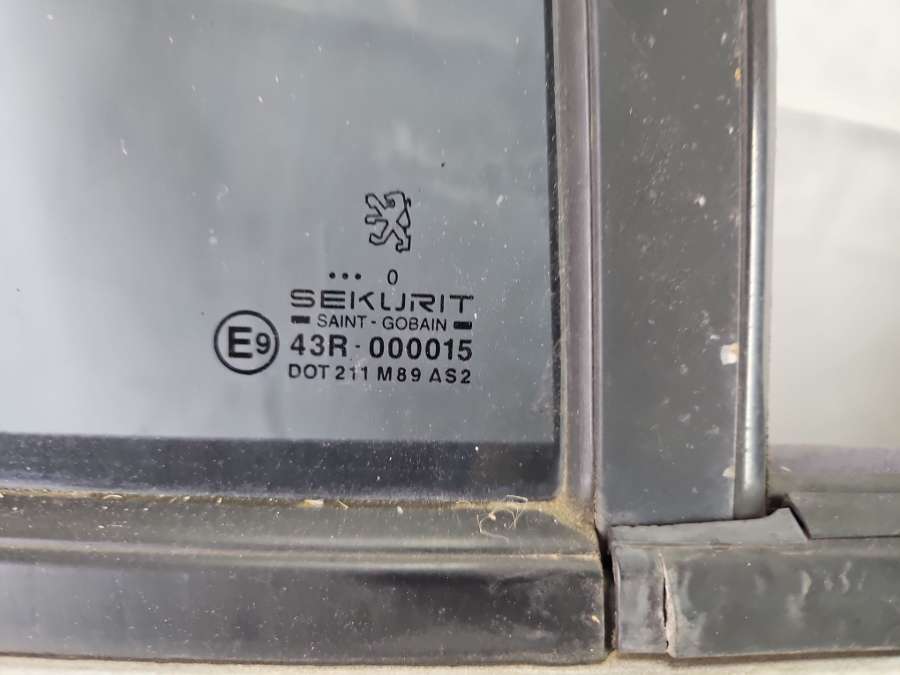 ... 0
SEKURIT
SAINT-GOBAIN
E9 43R-000015
DOT 211 M89 AS2